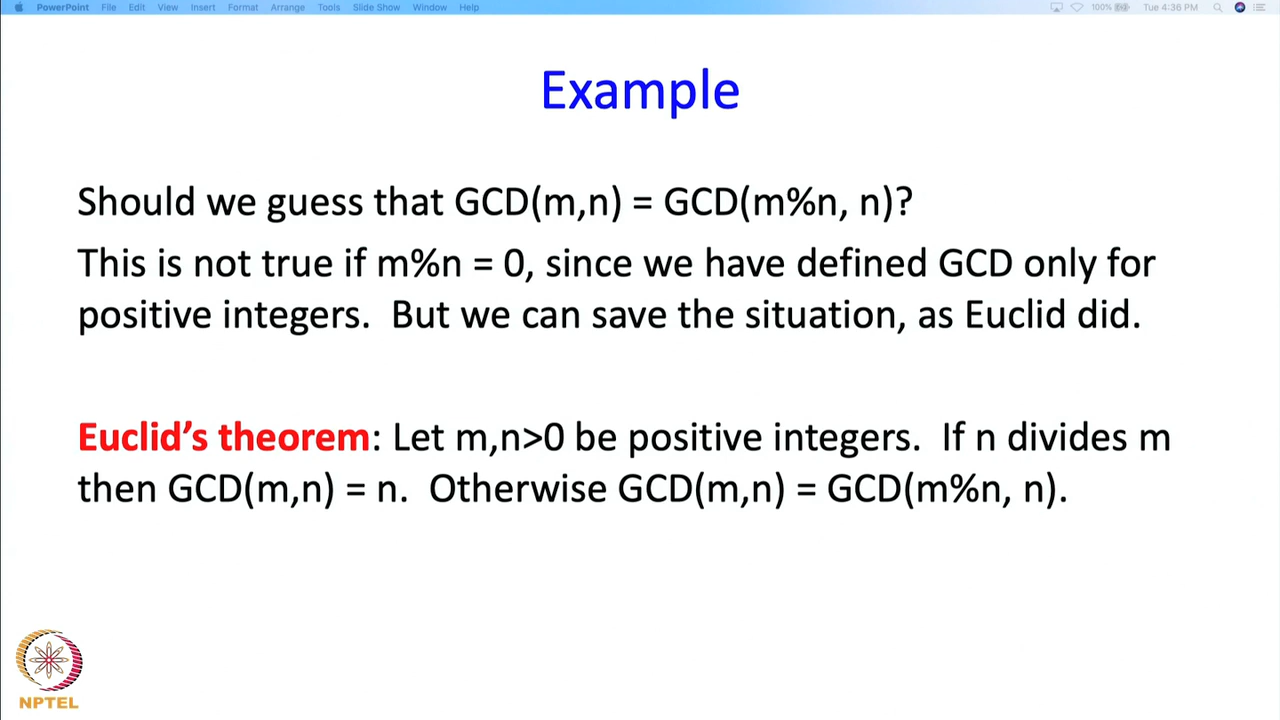 PowerPoint File Edit View Insert Format Arrange Tools Slide Show Window Help 100% Tue 4:36 PM
Example
Should we guess that GCD(m,n) = GCD(m%n, n)?
This is not true if m%n = 0, since we have defined GCD only for
positive integers. But we can save the situation, as Euclid did.
Euclid's theorem: Let m,n>0 be positive integers. If n divides m
then GCD(m,n) = n. Otherwise GCD(m,n) = GCD(m%n, n).
NPTEL